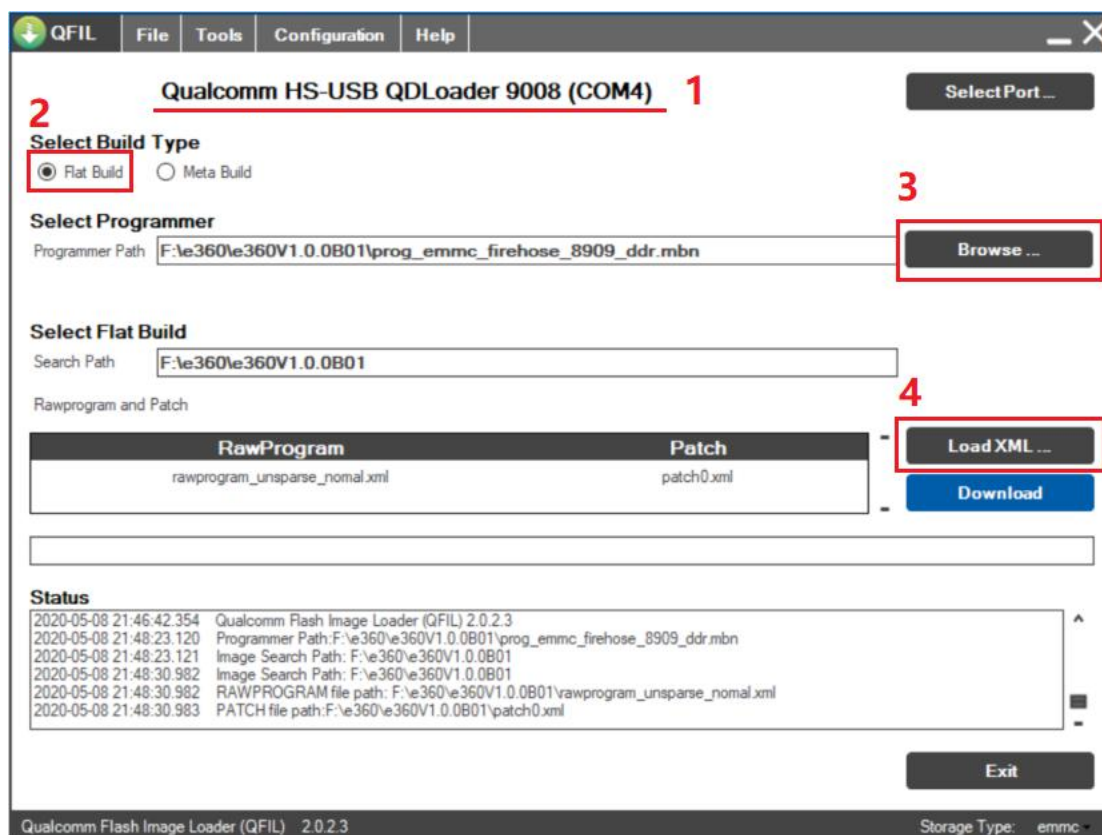 QFIL File Tools Configuration Help
Qualcomm HS-USB QDLoader 9008 (COM4) 1 Select Port ...
2
Select Build Type
Flat Build Meta Build
3
Select Programmer
Programmer Path F:\e360\e360V1.0.0B01\prog_emmc_firehose_8909_ddr.mbn Browse ...
Select Flat Build
Search Path F:\e360\e360V1.0.0B01
4
Rawprogram and Patch
RawProgram Patch Load XML ...
rawprogram_unsparse_nomal.xml patch0.xml
Download
Status
2020-05-08 21:46:42.354 Qualcomm Flash Image Loader (QFIL) 2.0.2.3
2020-05-08 21:48:23.120 Programmer Path:F:\e360\e360V1.0.0B01\prog_emmc_firehose_8909_ddr.mbn
2020-05-08 21:48:23.121 Image Search Path: F:\e360\e360V1.0.0B01
2020-05-08 21:48:30.982 Image Search Path: F:\e360\e360V1.0.0B01
2020-05-08 21:48:30.982 RAWPROGRAM file path: F:\e360\e360V1.0.0B01\rawprogram_unsparse_nomal.xml
2020-05-08 21:48:30.983 PATCH file path:F:\e360\e360V1.0.0B01\patch0.xml
Exit
Qualcomm Flash Image Loader (QFIL) 2.0.2.3 Storage Type: emmc